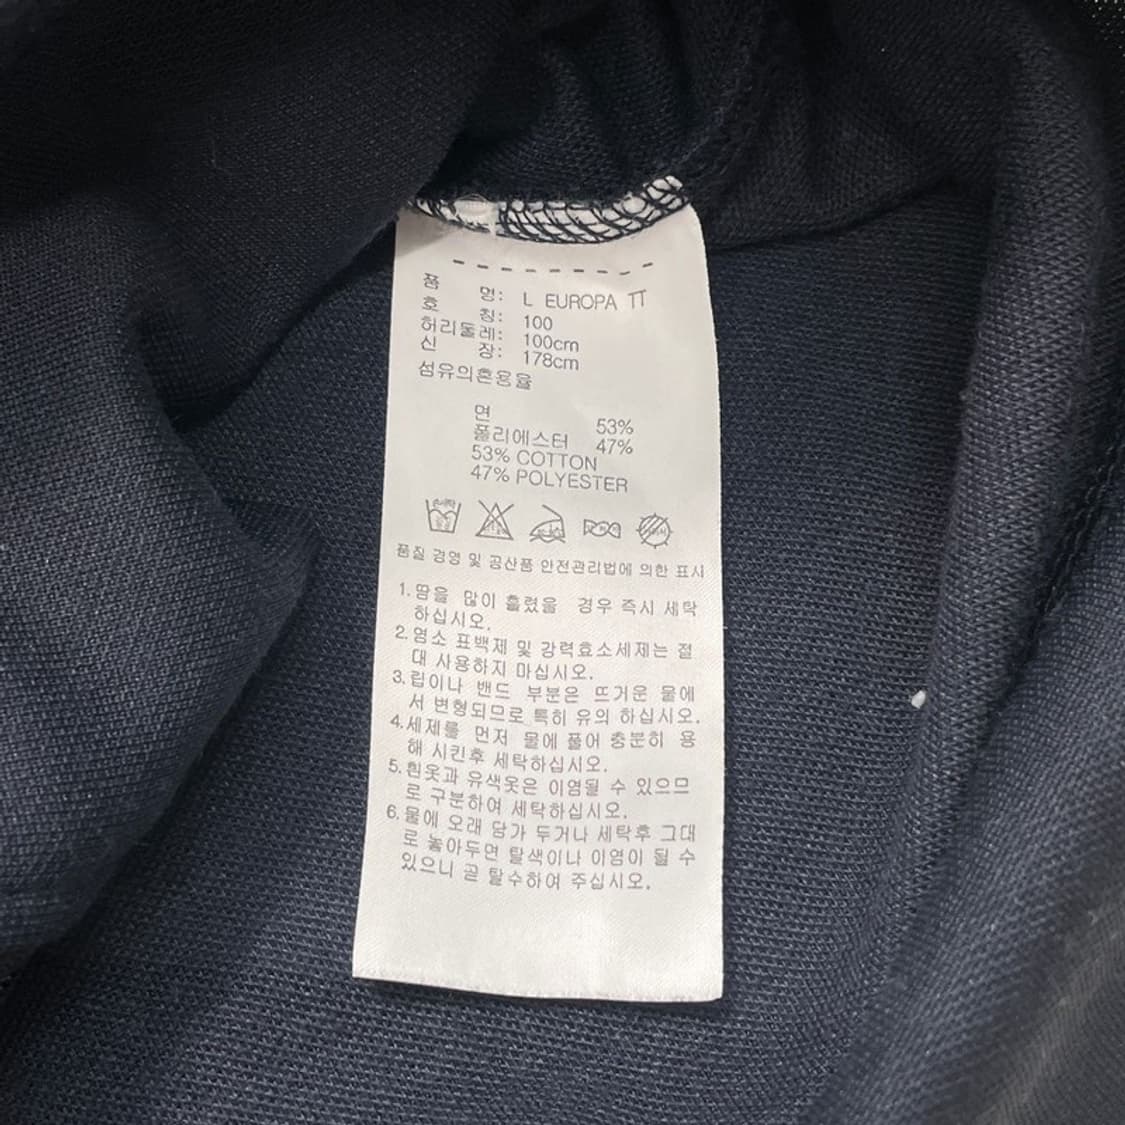 품 명: L EUROPA TT
호 칭: 100
허리둘레: 100cm
신 장: 178cm
섬유의혼용율
면 53%
폴리에스터 47%
53% COTTON
47% POLYESTER
품질 경영 및 공산품 안전관리법에 의한 표시
1. 땀을 많이 흘렸을 경우 즉시 세탁
하십시오.
2. 염소 표백제 및 강력효소세제는 절
대 사용하지 마십시오.
3. 립이나 밴드 부분은 뜨거운 물에
서 변형되므로 특히 유의 하십시오.
4. 세제를 먼저 물에 풀어 충분히 용
해 시킨후 세탁하십시오.
5. 흰옷과 유색옷은 이염될 수 있으므
로 구분하여 세탁하십시오.
6. 물에 오래 담가 두거나 세탁후 그대
로 놓아두면 탈색이나 이염이 될 수
있으니 곧 탈수하여 주십시오.